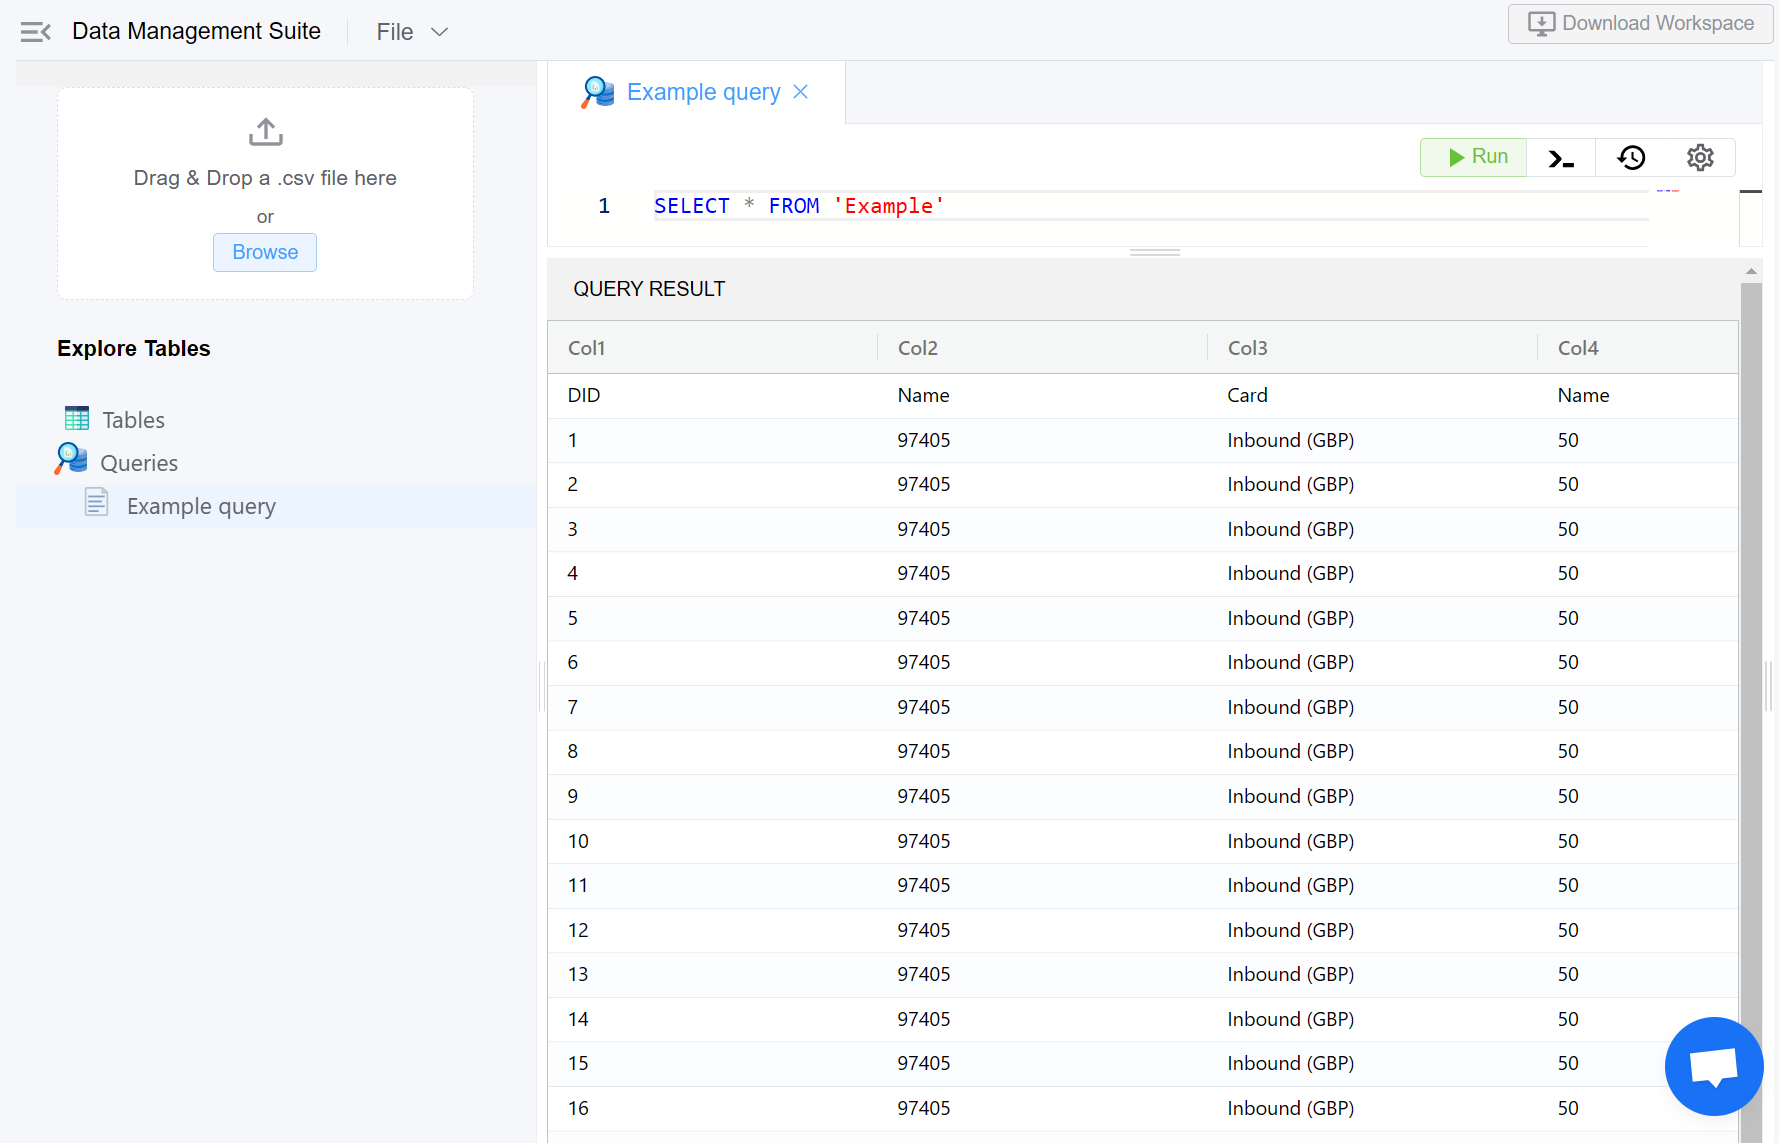 Data Management Suite File Download Workspace
Drag & Drop a .csv file here
or
Browse
Explore Tables
Tables
Queries
Example query
Example query
Run
1 SELECT * FROM 'Example'
QUERY RESULT
Col1 Col2 Col3 Col4
DID Name Card Name
1 97405 Inbound (GBP) 50
2 97405 Inbound (GBP) 50
3 97405 Inbound (GBP) 50
4 97405 Inbound (GBP) 50
5 97405 Inbound (GBP) 50
6 97405 Inbound (GBP) 50
7 97405 Inbound (GBP) 50
8 97405 Inbound (GBP) 50
9 97405 Inbound (GBP) 50
10 97405 Inbound (GBP) 50
11 97405 Inbound (GBP) 50
12 97405 Inbound (GBP) 50
13 97405 Inbound (GBP) 50
14 97405 Inbound (GBP) 50
15 97405 Inbound (GBP) 50
16 97405 Inbound (GBP) 50